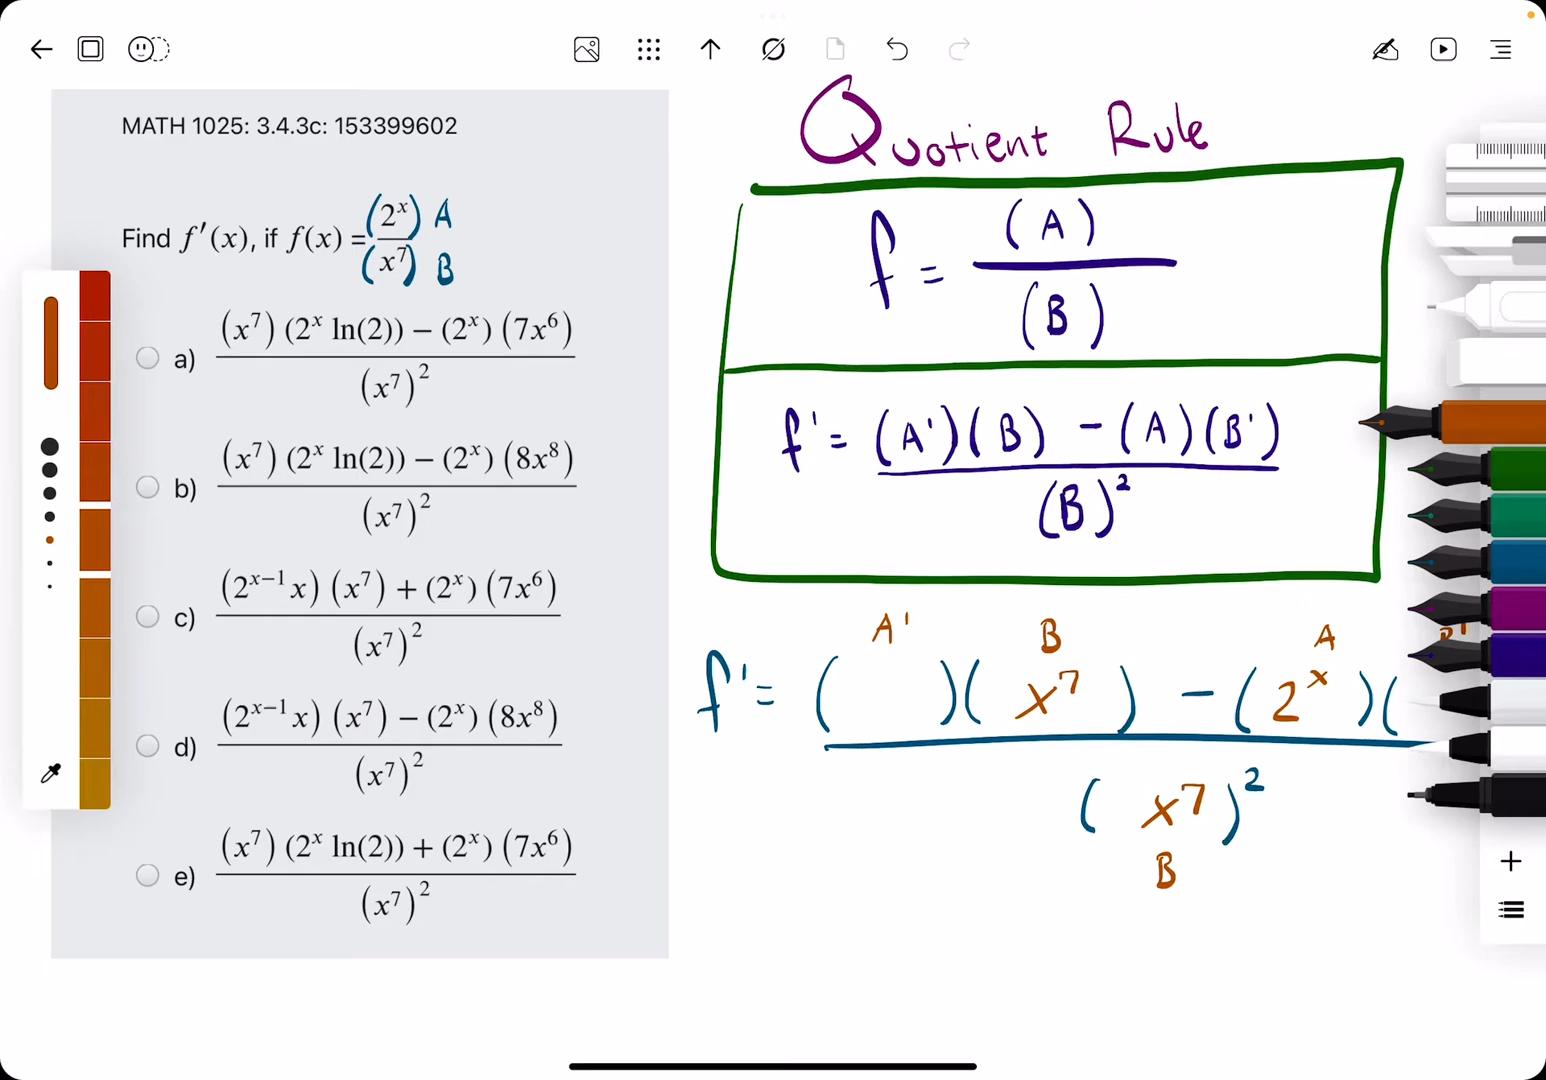 MATH 1025: 3.4.3c: 153399602
Find f′(x), if f(x) = (2^x)/(x^7) A B
a) ((x^7)(2^x ln(2)) − (2^x)(7x^6))/(x^7)^2
b) ((x^7)(2^x ln(2)) − (2^x)(8x^8))/(x^7)^2
c) ((2^{x−1}x)(x^7) + (2^x)(7x^6))/(x^7)^2
d) ((2^{x−1}x)(x^7) − (2^x)(8x^8))/(x^7)^2
e) ((x^7)(2^x ln(2)) + (2^x)(7x^6))/(x^7)^2
Quotient Rule
f = (A)/(B)
f' = ((A')(B) - (A)(B'))/(B)^2
A' B A
f' = ( )(x^7) - (2^x)(
(x^7)^2
B